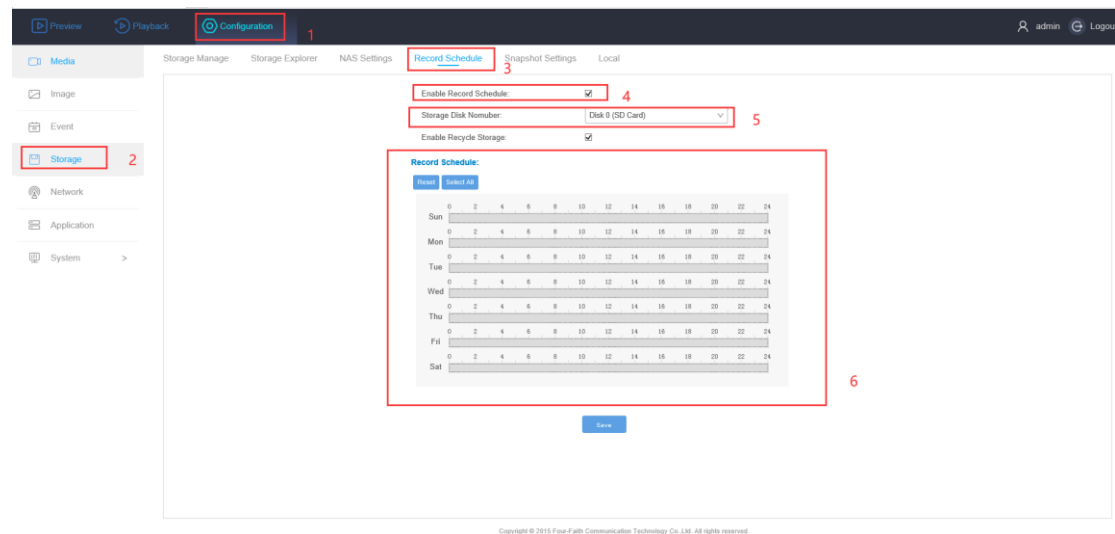 Preview Playback Configuration 1 admin Logou
Media Storage Manage Storage Explorer NAS Settings Record Schedule Snapshot Settings Local
3
Image Enable Record Schedule: 4
Storage Disk Nomuber: Disk 0 (SD Card) 5
Event Enable Recycle Storage:
Storage 2 Record Schedule:
Reset Select All
Network
0 2 4 6 8 10 12 14 16 18 20 22 24
Sun
Application
0 2 4 6 8 10 12 14 16 18 20 22 24
Mon
System >
0 2 4 6 8 10 12 14 16 18 20 22 24
Tue
0 2 4 6 8 10 12 14 16 18 20 22 24
Wed
0 2 4 6 8 10 12 14 16 18 20 22 24
Thu
0 2 4 6 8 10 12 14 16 18 20 22 24
Fri
0 2 4 6 8 10 12 14 16 18 20 22 24
Sat
6
Save
Copyright © 2015 Four-Faith Communication Technology Co.,Ltd. All rights reserved.